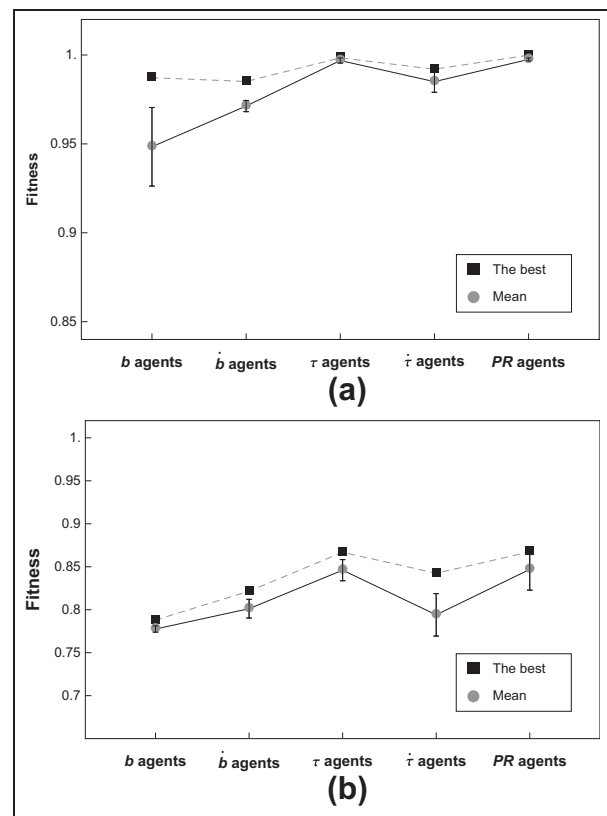 1.
0.95
0.9
0.85
Fitness
The best
Mean
b agents
ḃ agents
τ agents
τ̇ agents
PR agents
(a)
1.
0.95
0.9
0.85
0.8
0.75
0.7
Fitness
The best
Mean
b agents
ḃ agents
τ agents
τ̇ agents
PR agents
(b)